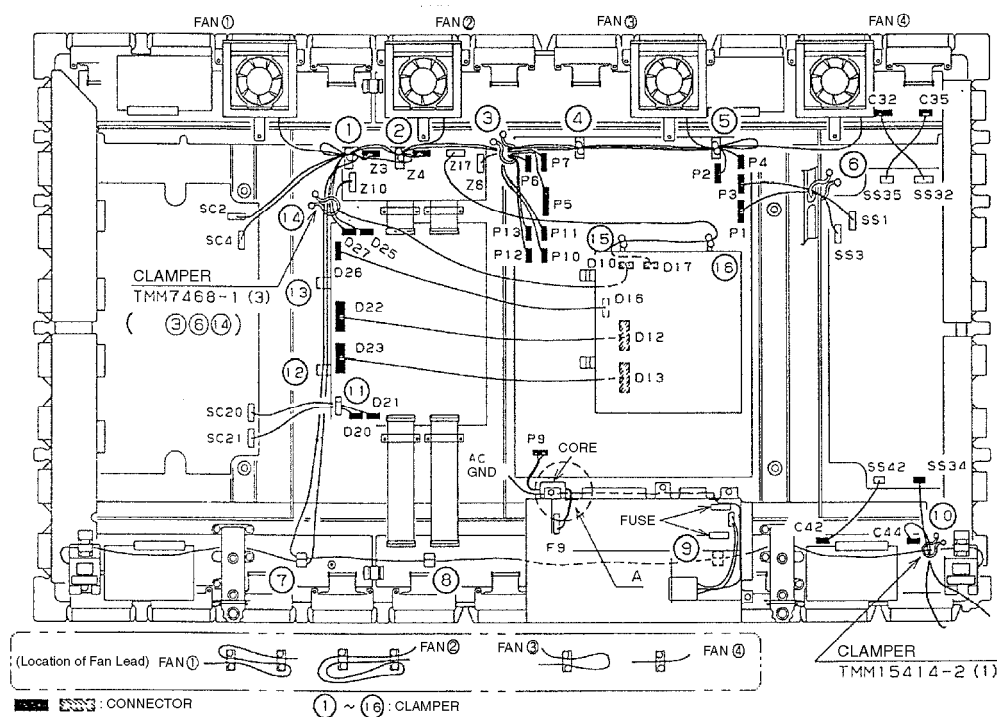 FAN① FAN② FAN③ FAN④
C32 C35
① ② ③ ④ ⑤ ⑥
Z3 Z4 Z17 Z8 P7 P6 P2 P4
Z10 P5 P3 SS35 SS32
SC2 ⑭ P1 SS1
SC4 D25 P13 P11 ⑮ SS3
D27 P12 P10 D10 D17 ⑯
CLAMPER D26
TMM7468-1 (3) ⑬ D16
( ③⑥⑭)
D22 D12
D23
⑫ D13
⑪
SC20 D21
SC21 D20
P9 CORE
AC
GND
SS42 SS34
FUSE ⑩
F9 ⑨ C42 C44
A
⑦ ⑧
(Location of Fan Lead) FAN① FAN② FAN③ FAN④
CLAMPER
TMM15414-2 (1)
: CONNECTOR ① ~ ⑯ : CLAMPER